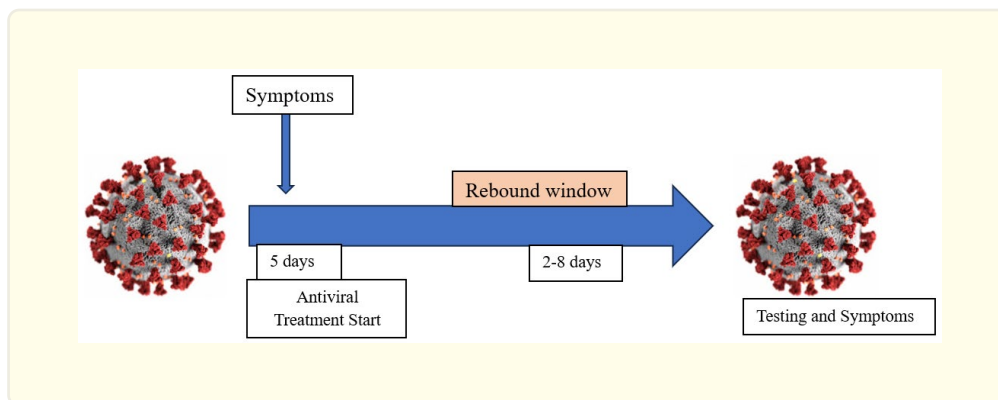 Symptoms
Rebound window
5 days
2-8 days
Antiviral
Treatment Start
Testing and Symptoms